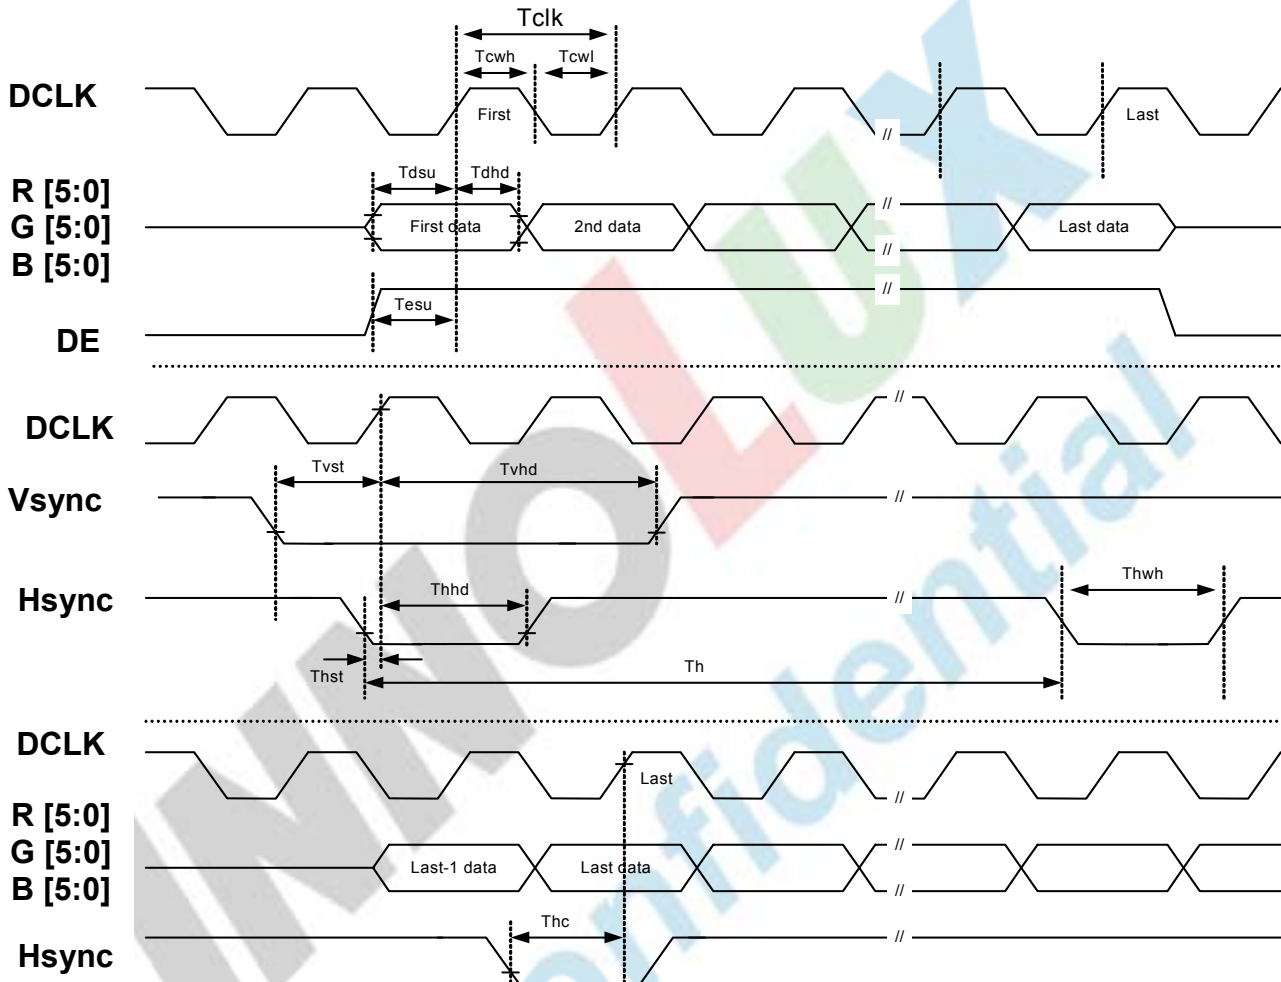 Tclk
Tcwh Tcwl
DCLK First // Last
Tdsu Tdhd
R [5:0] //
G [5:0] First data 2nd data Last data
B [5:0] //
//
Tesu
DE
DCLK //
Tvst Tvhd
Vsync //
Thhd Thwh
Hsync //
Thst Th
DCLK
Last
//
R [5:0]
G [5:0] //
Last-1 data Last data
B [5:0] //
Thc
Hsync //
INNOLUX
Confidential